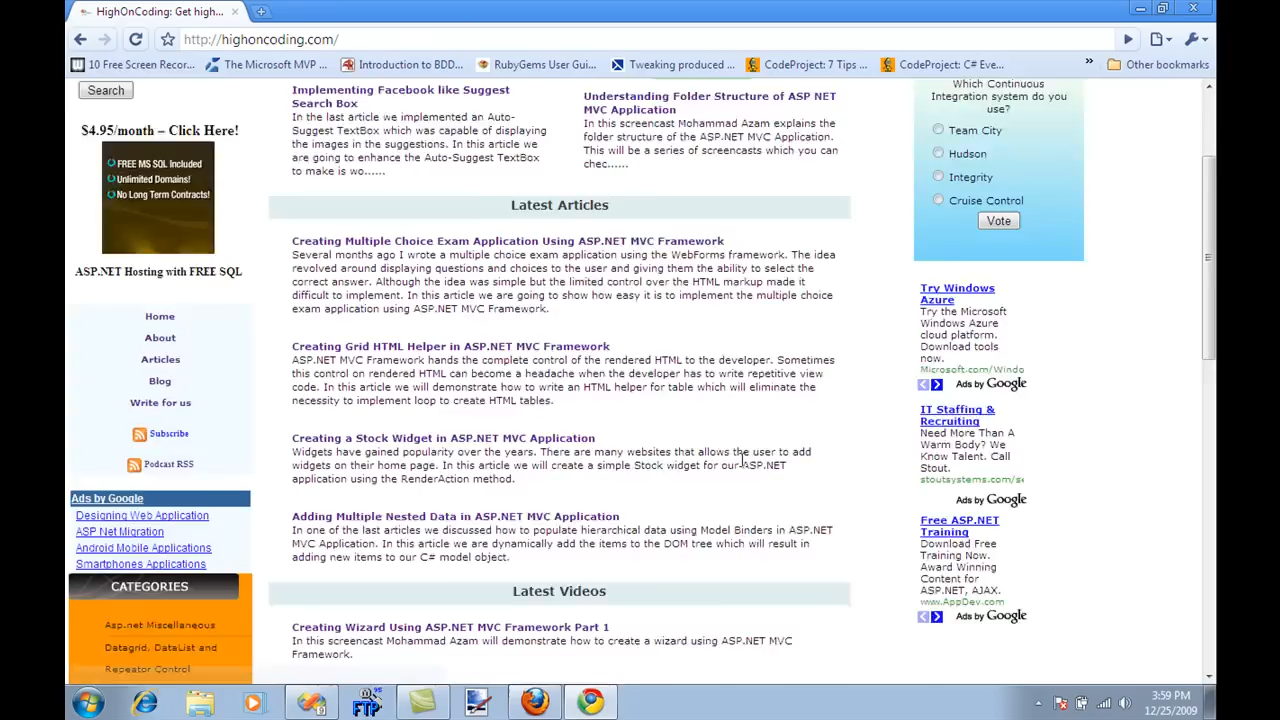 HighOnCoding: Get high...
http://highoncoding.com/
10 Free Screen Recor...
The Microsoft MVP ...
Introduction to BDD...
RubyGems User Gui...
Tweaking produced ...
CodeProject: 7 Tips ...
CodeProject: C# Eve...
»
Other bookmarks
Search
$4.95/month – Click Here!
FREE MS SQL Included
Unlimited Domains!
No Long Term Contracts!
ASP.NET Hosting with FREE SQL
Home
About
Articles
Blog
Write for us
Subscribe
Podcast RSS
Ads by Google
Designing Web Application
ASP Net Migration
Android Mobile Applications
Smartphones Applications
CATEGORIES
Asp.net Miscellaneous
Datagrid, DataList and
Repeator Control
Implementing Facebook like Suggest
Search Box
In the last article we implemented an Auto-
Suggest TextBox which was capable of displaying
the images in the suggestions. In this article we
are going to enhance the Auto-Suggest TextBox
to make is wo......
Understanding Folder Structure of ASP NET
MVC Application
In this screencast Mohammad Azam explains the
folder structure of the ASP.NET MVC Application.
This will be a series of screencasts which you can
chec......
Latest Articles
Creating Multiple Choice Exam Application Using ASP.NET MVC Framework
Several months ago I wrote a multiple choice exam application using the WebForms framework. The idea
revolved around displaying questions and choices to the user and giving them the ability to select the
correct answer. Although the idea was simple but the limited control over the HTML markup made it
difficult to implement. In this article we are going to show how easy it is to implement the multiple choice
exam application using ASP.NET MVC Framework.
Creating Grid HTML Helper in ASP.NET MVC Framework
ASP.NET MVC Framework hands the complete control of the rendered HTML to the developer. Sometimes
this control on rendered HTML can become a headache when the developer has to write repetitive view
code. In this article we will demonstrate how to write an HTML helper for table which will eliminate the
necessity to implement loop to create HTML tables.
Creating a Stock Widget in ASP.NET MVC Application
Widgets have gained popularity over the years. There are many websites that allows the user to add
widgets on their home page. In this article we will create a simple Stock widget for our ASP.NET
application using the RenderAction method.
Adding Multiple Nested Data in ASP.NET MVC Application
In one of the last articles we discussed how to populate hierarchical data using Model Binders in ASP.NET
MVC Application. In this article we are dynamically add the items to the DOM tree which will result in
adding new items to our C# model object.
Latest Videos
Creating Wizard Using ASP.NET MVC Framework Part 1
In this screencast Mohammad Azam will demonstrate how to create a wizard using ASP.NET MVC
Framework.
Which Continuous
Integration system do you
use?
Team City
Hudson
Integrity
Cruise Control
Vote
Try Windows
Azure
Try the Microsoft
Windows Azure
cloud platform.
Download tools
now.
Microsoft.com/Windo
Ads by Google
IT Staffing &
Recruiting
Need More Than A
Warm Body? We
Know Talent. Call
Stout.
stoutsystems.com/se
Ads by Google
Free ASP.NET
Training
Download Free
Training Now.
Award Winning
Content for
ASP.NET, AJAX.
www.AppDev.com
Ads by Google
FTP
3:59 PM
12/25/2009